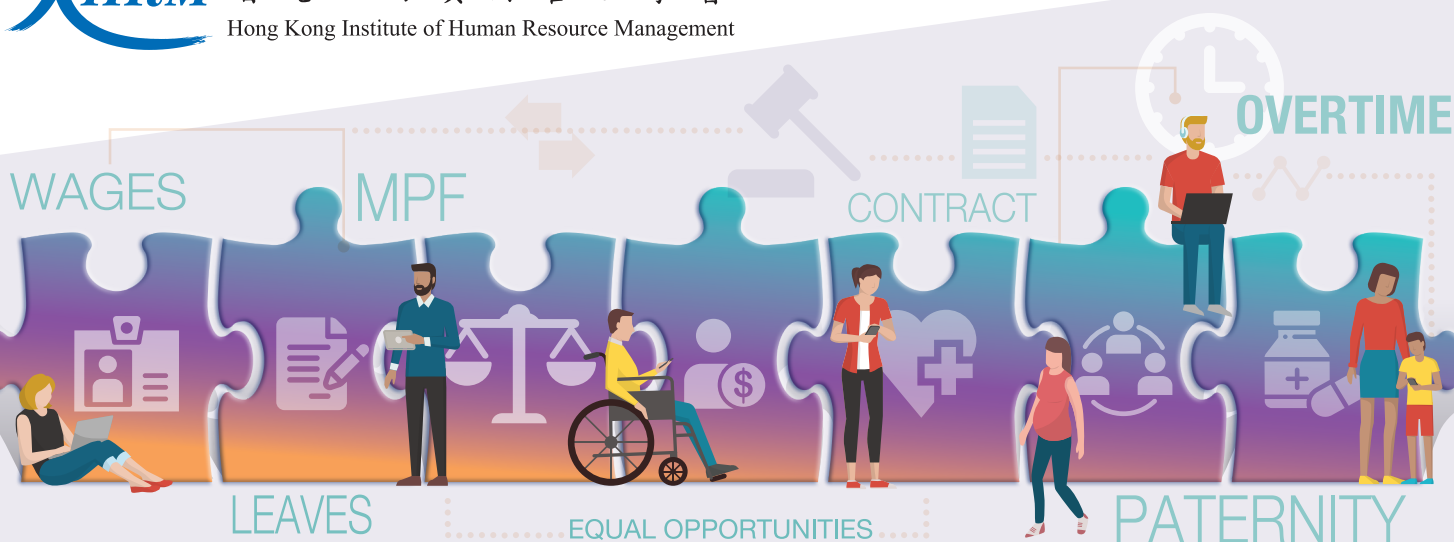 Hong Kong Institute of Human Resource Management
OVERTIME
WAGES
MPF
CONTRACT
LEAVES
EQUAL OPPORTUNITIES
PATERNITY